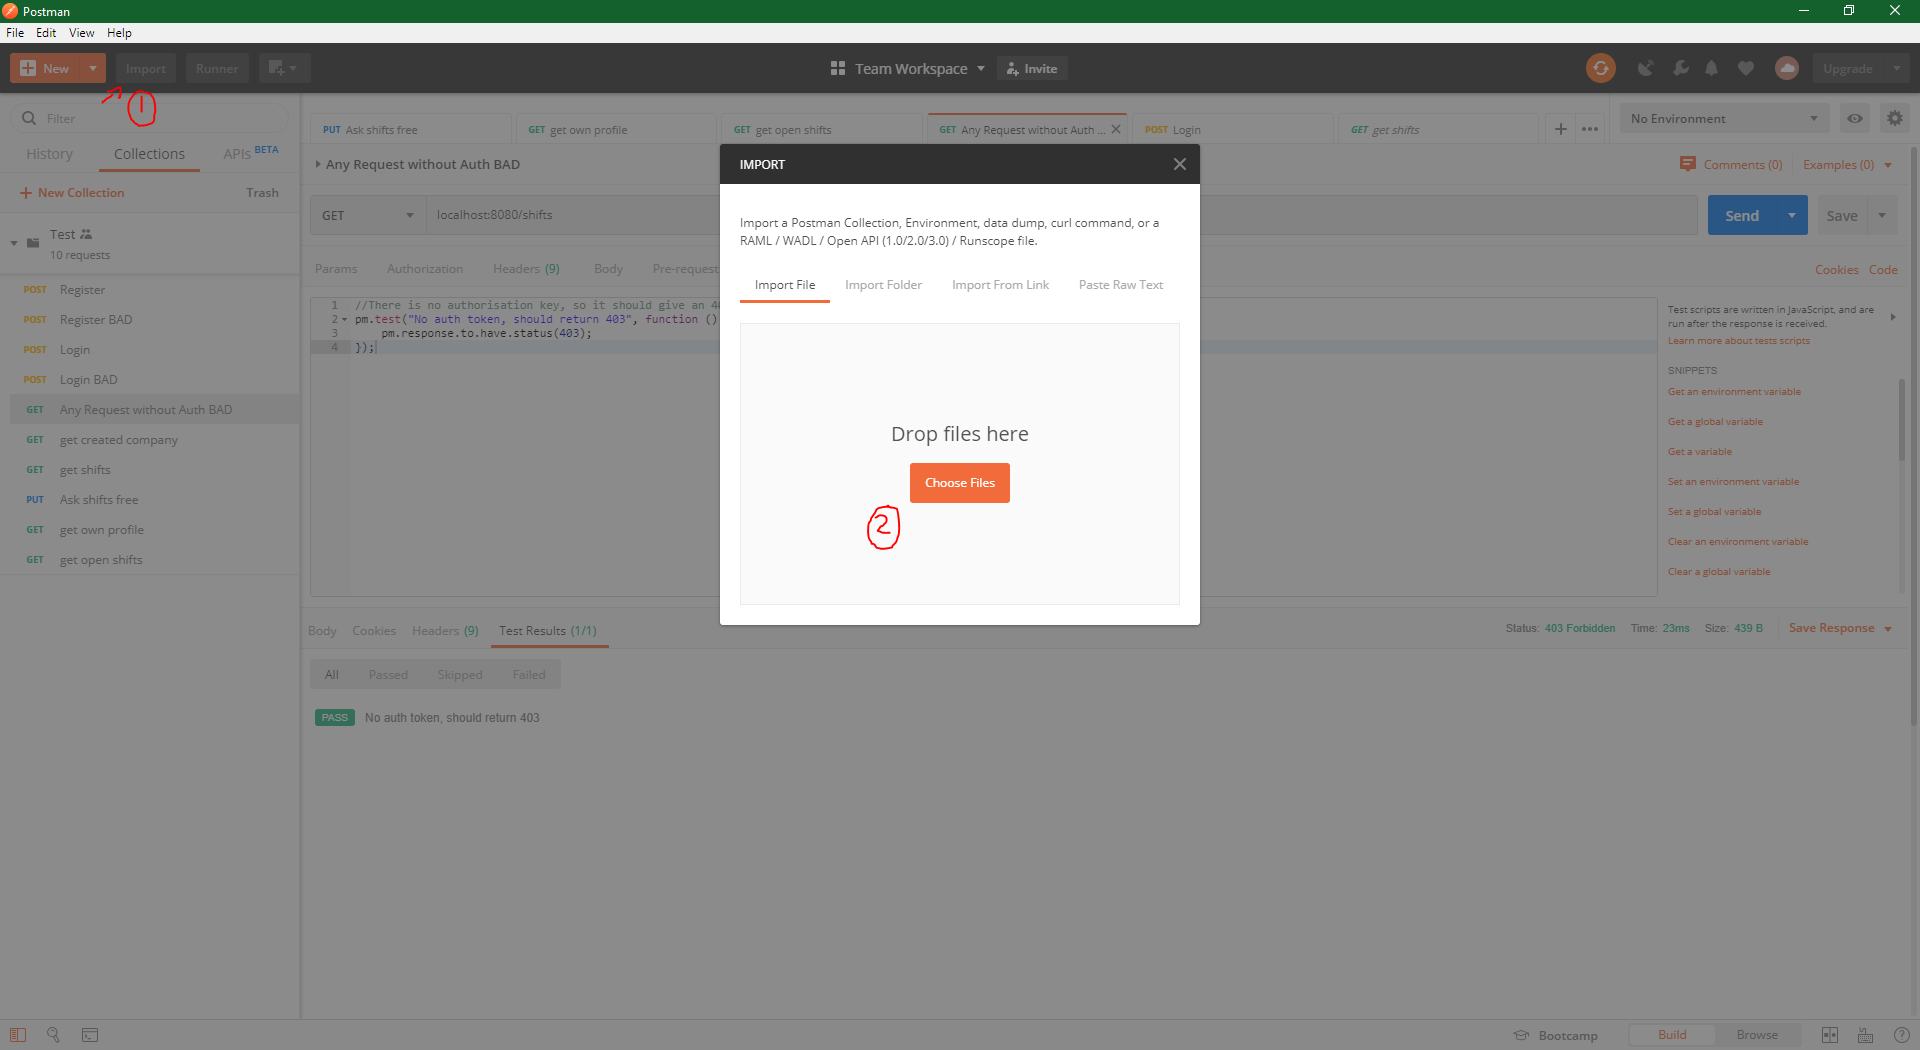 Postman
File Edit View Help
New Import Runner Team Workspace Invite Upgrade
1
Filter
History Collections APIs BETA
New Collection Trash
Test
10 requests
POST Register
POST Register BAD
POST Login
POST Login BAD
GET Any Request without Auth BAD
GET get created company
GET get shifts
PUT Ask shifts free
GET get own profile
GET get open shifts
PUT Ask shifts free GET get own profile GET get open shifts GET Any Request without Auth ... POST Login GET get shifts
No Environment
Any Request without Auth BAD
Comments (0) Examples (0)
GET localhost:8080/shifts
Send Save
Params Authorization Headers (9) Body Pre-request
Cookies Code
1 //There is no authorisation key, so it should give an 40
2 pm.test("No auth token, should return 403", function ()
3 pm.response.to.have.status(403);
4 });
IMPORT
Import a Postman Collection, Environment, data dump, curl command, or a
RAML / WADL / Open API (1.0/2.0/3.0) / Runscope file.
Import File Import Folder Import From Link Paste Raw Text
Drop files here
Choose Files
2
Test scripts are written in JavaScript, and are
run after the response is received.
Learn more about tests scripts
SNIPPETS
Get an environment variable
Get a global variable
Get a variable
Set an environment variable
Set a global variable
Clear an environment variable
Clear a global variable
Body Cookies Headers (9) Test Results (1/1)
Status: 403 Forbidden Time: 23ms Size: 439 B Save Response
All Passed Skipped Failed
PASS No auth token, should return 403
Bootcamp Build Browse